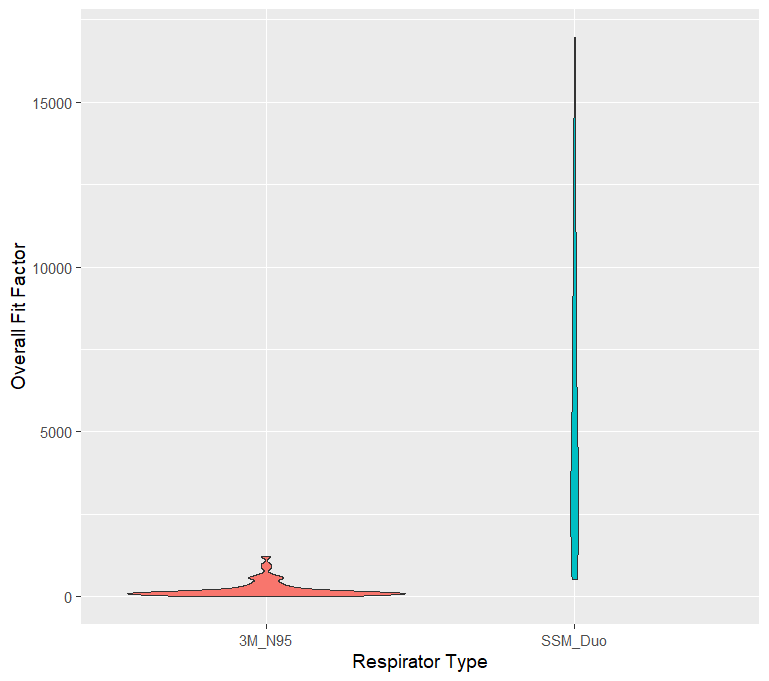 Overall Fit Factor
15000
10000
5000
0
3M_N95
SSM_Duo
Respirator Type